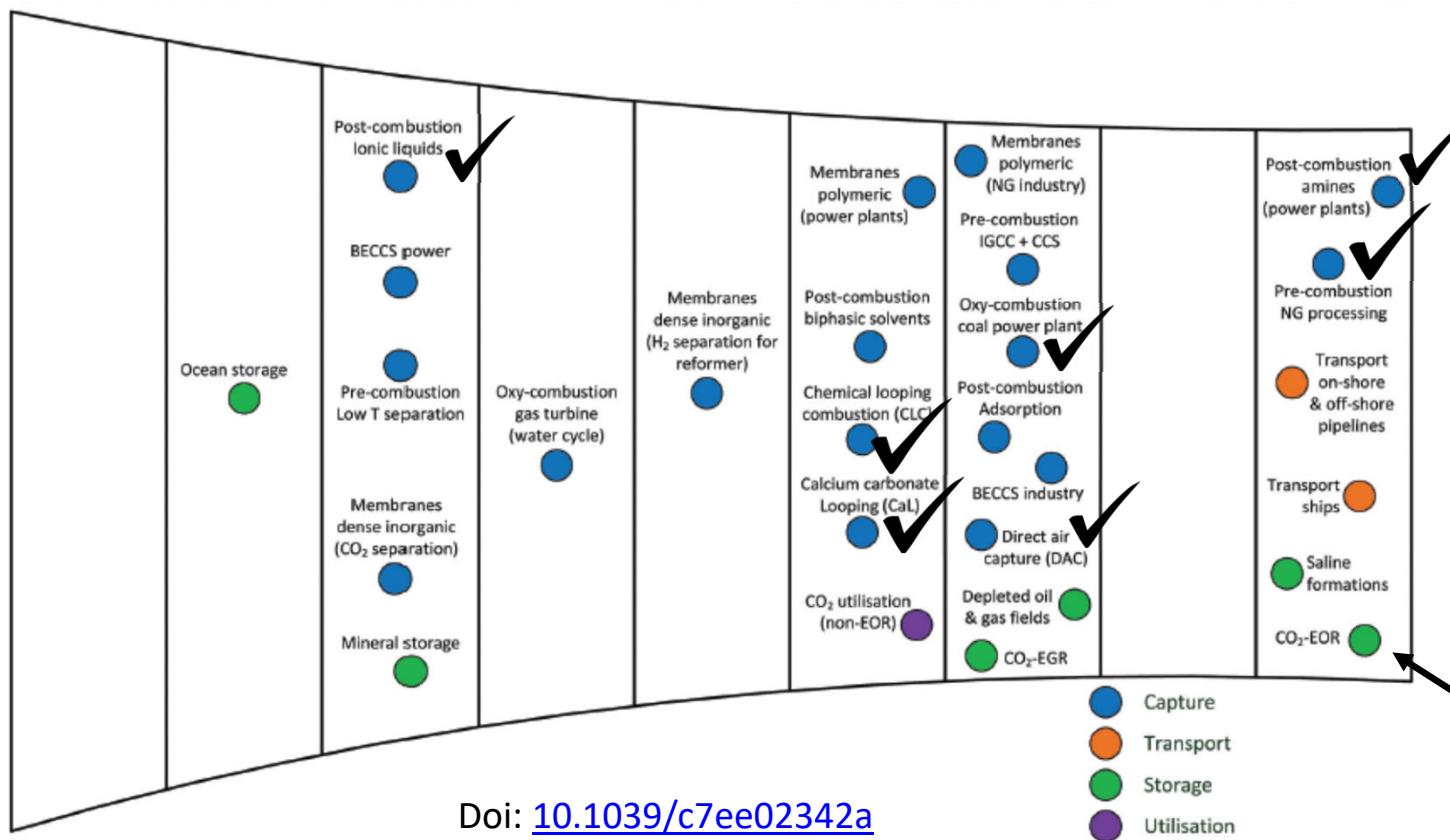 Ocean storage
Post-combustion
Ionic liquids
BECCS power
Pre-combustion
Low T separation
Membranes
dense inorganic
(CO₂ separation)
Mineral storage
Oxy-combustion
gas turbine
(water cycle)
Membranes
dense inorganic
(H₂ separation for
reformer)
Membranes
polymeric
(power plants)
Post-combustion
biphasic solvents
Chemical looping
combustion (CLC)
Calcium carbonate
Looping (CaL)
CO₂ utilisation
(non-EOR)
Membranes
polymeric
(NG industry)
Pre-combustion
IGCC + CCS
Oxy-combustion
coal power plant
Post-combustion
Adsorption
BECCS industry
Direct air
capture (DAC)
Depleted oil
& gas fields
CO₂-EGR
Post-combustion
amines
(power plants)
Pre-combustion
NG processing
Transport
on-shore
& off-shore
pipelines
Transport
ships
Saline
formations
CO₂-EOR
Capture
Transport
Storage
Utilisation
Doi: 10.1039/c7ee02342a